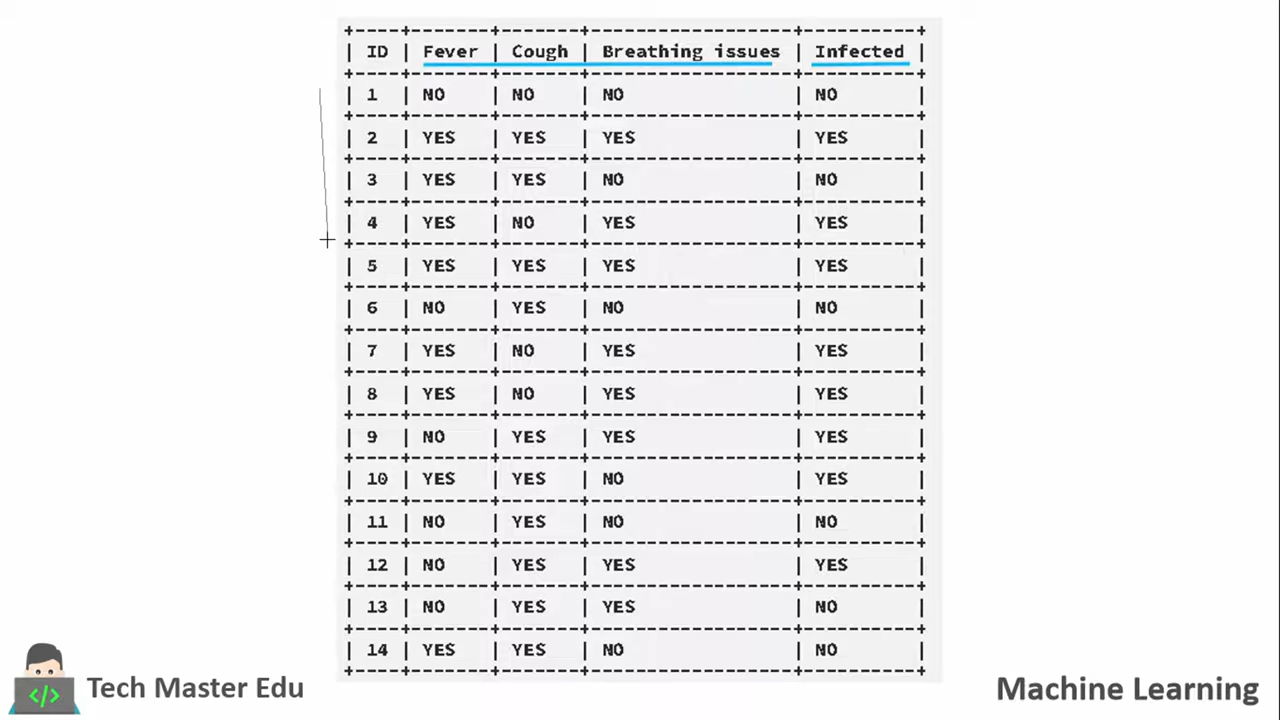 | ID | Fever | Cough | Breathing issues | Infected |
| 1 | NO | NO | NO | NO |
| 2 | YES | YES | YES | YES |
| 3 | YES | YES | NO | NO |
| 4 | YES | NO | YES | YES |
| 5 | YES | YES | YES | YES |
| 6 | NO | YES | NO | NO |
| 7 | YES | NO | YES | YES |
| 8 | YES | NO | YES | YES |
| 9 | NO | YES | YES | YES |
| 10 | YES | YES | NO | YES |
| 11 | NO | YES | NO | NO |
| 12 | NO | YES | YES | YES |
| 13 | NO | YES | YES | NO |
| 14 | YES | YES | NO | NO |
</> Tech Master Edu
Machine Learning